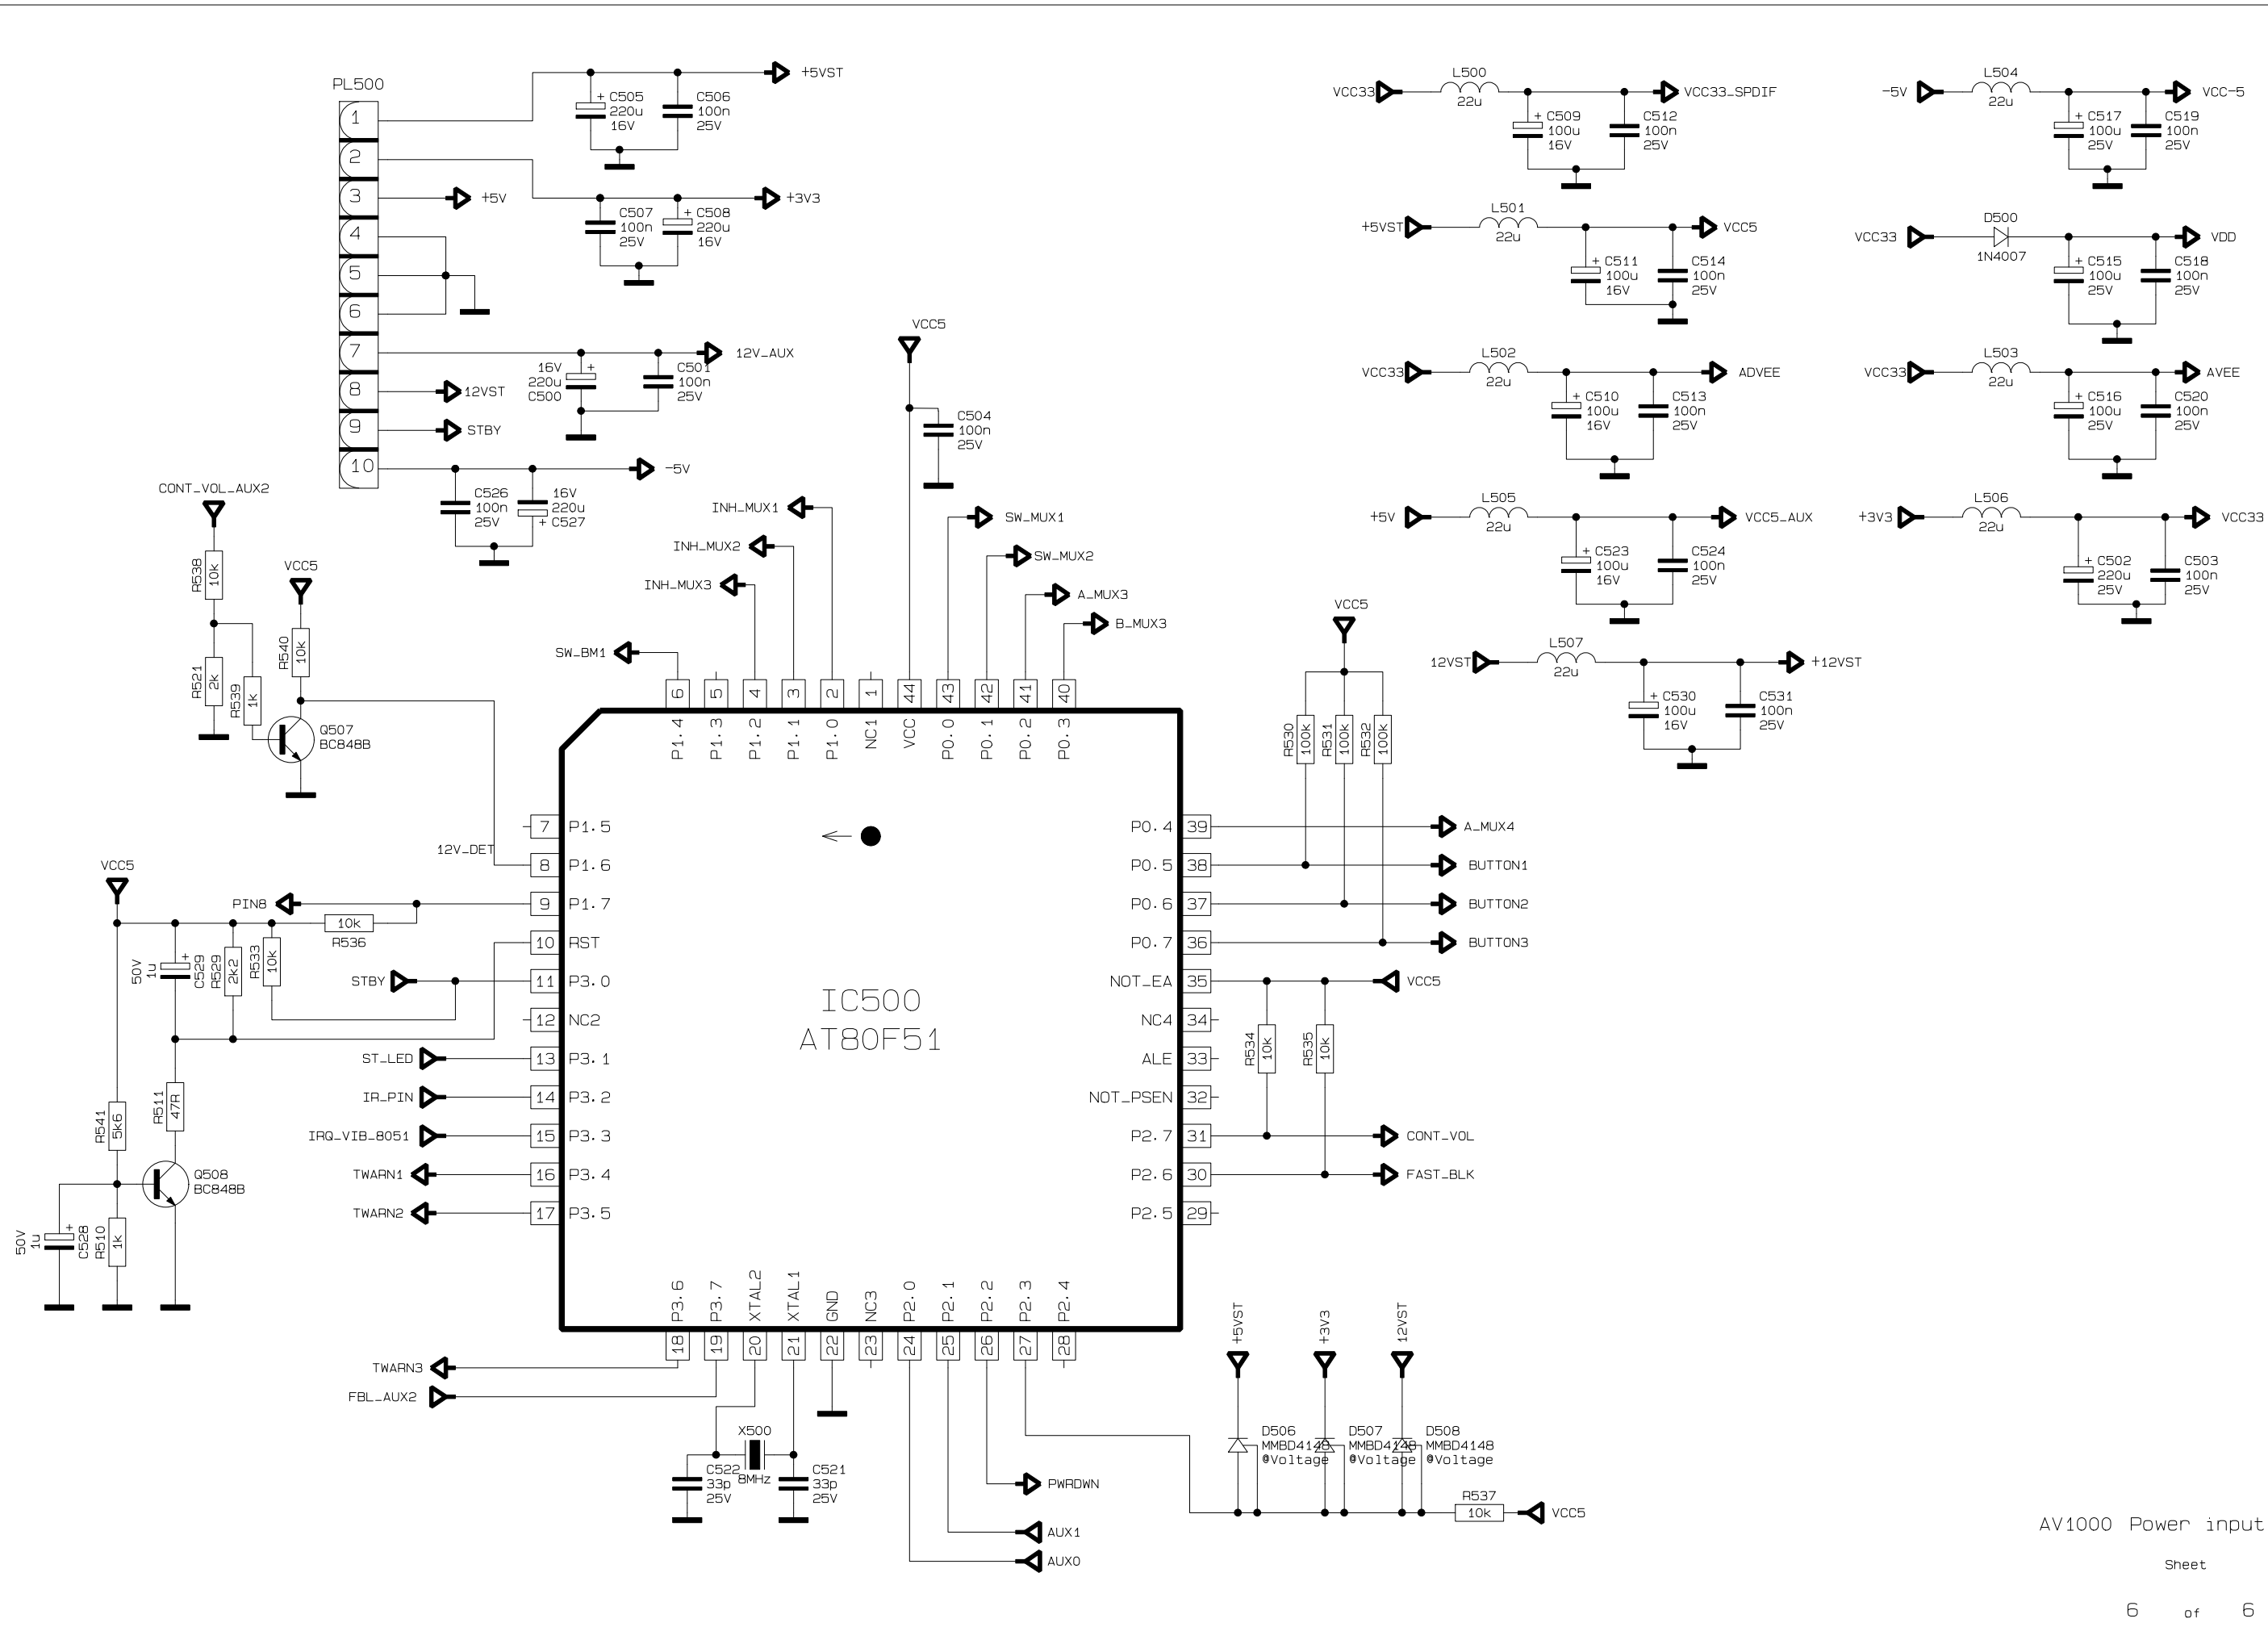 PL500
1
2
3
4
5
6
7
8
9
10
+5VST
+ C505
220u
16V
C506
100n
25V
+5V
+3V3
C507
100n
25V
+ C508
220u
16V
12V_AUX
16V +
220u
C500
C501
100n
25V
12VST
STBY
-5V
C526
100n
25V
16V
220u
+ C527
VCC33
L500
22u
VCC33_SPDIF
+ C509
100u
16V
C512
100n
25V
-5V
L504
22u
VCC-5
+ C517
100u
25V
C519
100n
25V
+5VST
L501
22u
VCC5
+ C511
100u
16V
C514
100n
25V
VCC33
D500
1N4007
VDD
+ C515
100u
25V
C518
100n
25V
VCC33
L502
22u
ADVEE
+ C510
100u
16V
C513
100n
25V
VCC33
L503
22u
AVEE
+ C516
100u
25V
C520
100n
25V
+5V
L505
22u
VCC5_AUX
+ C523
100u
16V
C524
100n
25V
+3V3
L506
22u
VCC33
+ C502
220u
25V
C503
100n
25V
12VST
L507
22u
+12VST
+ C530
100u
16V
C531
100n
25V
CONT_VOL_AUX2
R538
10k
R521
2k
R539
1k
VCC5
R540
10k
Q507
BC848B
12V_DET
VCC5
C504
100n
25V
INH_MUX1
INH_MUX2
INH_MUX3
SW_BM1
SW_MUX1
SW_MUX2
A_MUX3
B_MUX3
6 5 4 3 2 1 44 43 42 41 40
P1.4 P1.3 P1.2 P1.1 P1.0 NC1 VCC P0.0 P0.1 P0.2 P0.3
VCC5
R530
100k
R531
100k
R532
100k
7 P1.5
8 P1.6
9 P1.7
10 RST
11 P3.0
12 NC2
13 P3.1
14 P3.2
15 P3.3
16 P3.4
17 P3.5
IC500
AT80F51
P0.4 39 A_MUX4
P0.5 38 BUTTON1
P0.6 37 BUTTON2
P0.7 36 BUTTON3
NOT_EA 35 VCC5
NC4 34
ALE 33
NOT_PSEN 32
P2.7 31 CONT_VOL
P2.6 30 FAST_BLK
P2.5 29
R534
10k
R535
10k
VCC5
PIN8
10k
R536
50V
1u
+
C529
R529
2k2
R533
10k
STBY
ST_LED
IR_PIN
IRQ_VIB_8051
TWARN1
TWARN2
R541
5k6
R511
47R
Q508
BC848B
50V
1u
+
C528
R510
1k
P3.6 P3.7 XTAL2 XTAL1 GND NC3 P2.0 P2.1 P2.2 P2.3 P2.4
18 19 20 21 22 23 24 25 26 27 28
TWARN3
FBL_AUX2
X500
8MHz
C522
33p
25V
C521
33p
25V
PWRDWN
AUX1
AUX0
+5VST
+3V3
12VST
D506
MMBD4148
@Voltage
D507
MMBD4148
@Voltage
D508
MMBD4148
@Voltage
R537
10k
VCC5
AV1000 Power input
Sheet
6 of 6